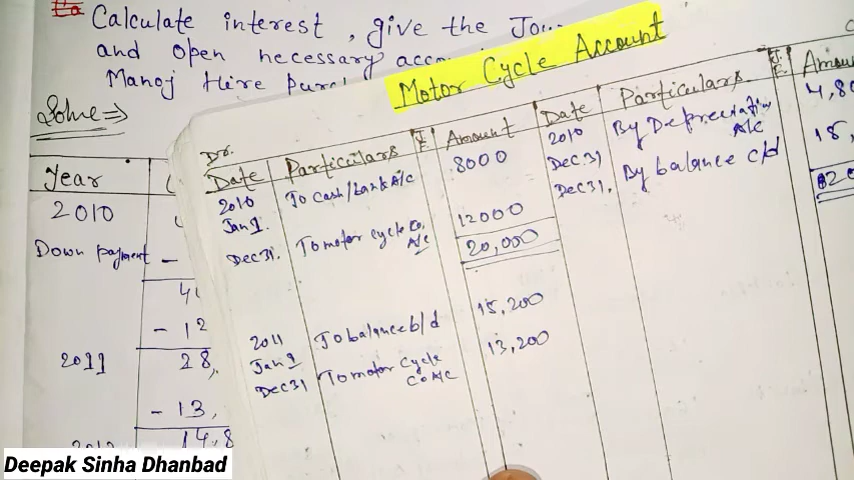 Calculate interest, give the Jou
and open necessary acco
Manoj Hire Purc
Solve ⇒
Year
2010
Down payment
-
4
- 12
2011
28,
- 13,
14,8
Motor Cycle Account
Dr.
Date Particulars J.F. Amount Date Particulars J.F. Amou
2010 Jan 1. To Cash/Bank A/c 8000 2010 Dec 31 By Depreciation A/c 4,80
Dec 31. To motor cycle Co. A/c 12000 Dec 31. By balance c/d 15,
20,000 20
2011 Jan 1 To balance b/d 15,200
Dec 31 To motor cycle Co A/c 13,200
Deepak Sinha Dhanbad